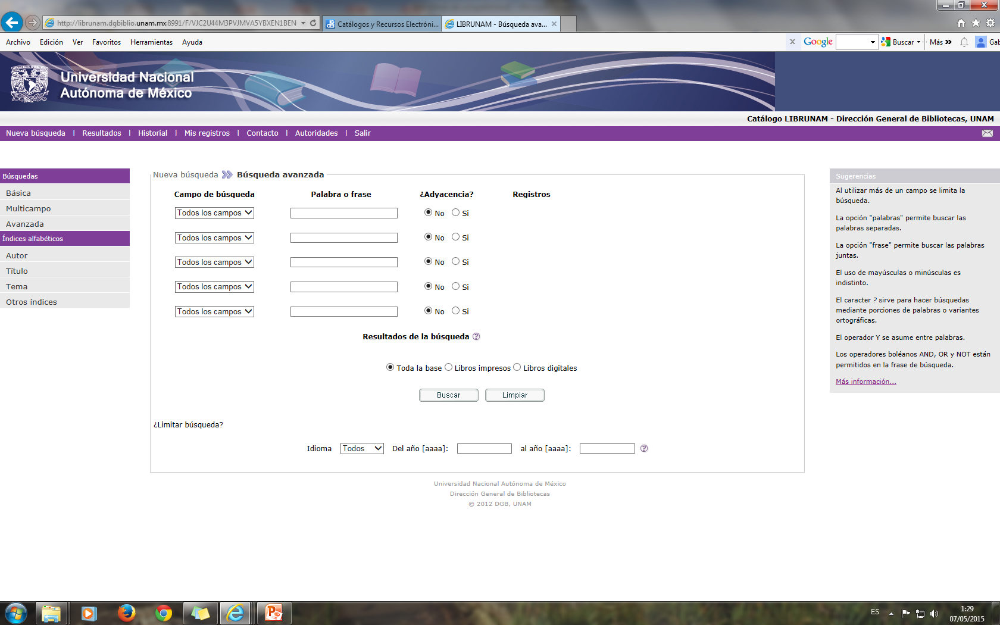 http://librunam.dgbiblio.unam.mx:8991/F/VJC2U44M3PVJMVA5YBXEN1BEN
Catálogos y Recursos Electróni...
LIBRUNAM - Búsqueda ava...
Archivo Edición Ver Favoritos Herramientas Ayuda
x Google Buscar Más Gab
Universidad Nacional
Autónoma de México
Catálogo LIBRUNAM - Dirección General de Bibliotecas, UNAM
Nueva búsqueda | Resultados | Historial | Mis registros | Contacto | Autoridades | Salir
Búsquedas
Básica
Multicampo
Avanzada
Índices alfabéticos
Autor
Título
Tema
Otros índices
Nueva búsqueda Búsqueda avanzada
Campo de búsqueda Palabra o frase ¿Adyacencia? Registros
Todos los campos No Si
Todos los campos No Si
Todos los campos No Si
Todos los campos No Si
Todos los campos No Si
Resultados de la búsqueda ?
Toda la base Libros impresos Libros digitales
Buscar Limpiar
¿Limitar búsqueda?
Idioma Todos Del año [aaaa]: al año [aaaa]: ?
Sugerencias
Al utilizar más de un campo se limita la
búsqueda.
La opción "palabras" permite buscar las
palabras separadas.
La opción "frase" permite buscar las palabras
juntas.
El uso de mayúsculas o minúsculas es
indistinto.
El caracter ? sirve para hacer búsquedas
mediante porciones de palabras o variantes
ortográficas.
El operador Y se asume entre palabras.
Los operadores boléanos AND, OR y NOT están
permitidos en la frase de búsqueda.
Más información...
Universidad Nacional Autónoma de México
Dirección General de Bibliotecas
© 2012 DGB, UNAM
ES
1:29
07/05/2015